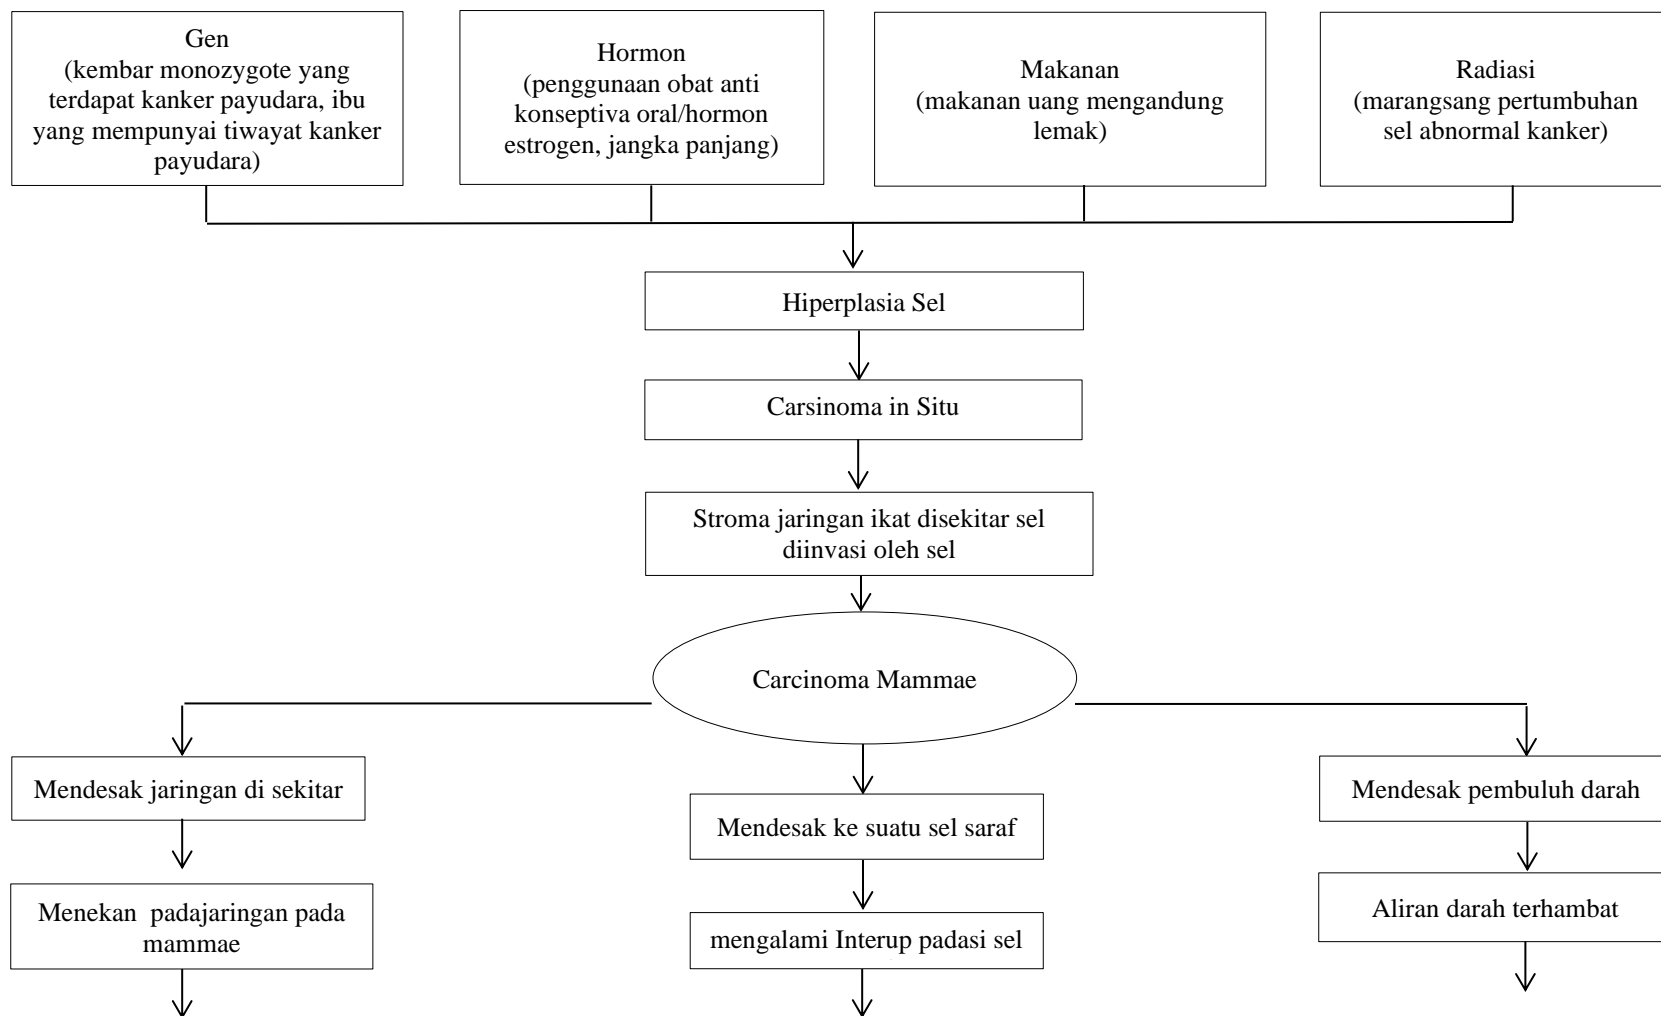 Gen
(kembar monozygote yang
terdapat kanker payudara, ibu
yang mempunyai tiwayat kanker
payudara)
Hormon
(penggunaan obat anti
konseptiva oral/hormon
estrogen, jangka panjang)
Makanan
(makanan uang mengandung
lemak)
Radiasi
(marangsang pertumbuhan
sel abnormal kanker)
Hiperplasia Sel
Carsinoma in Situ
Stroma jaringan ikat disekitar sel
diinvasi oleh sel
Carcinoma Mammae
Mendesak jaringan di sekitar
Mendesak ke suatu sel saraf
Mendesak pembuluh darah
Menekan padajaringan pada
mammae
mengalami Interup padasi sel
Aliran darah terhambat